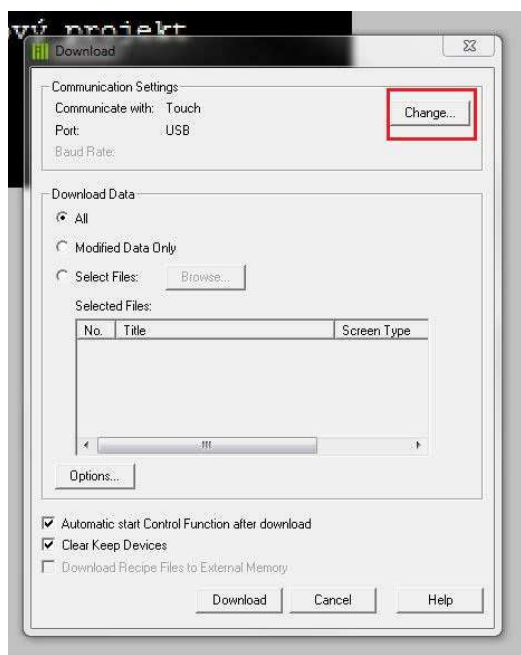 vý projekt
Download
Communication Settings
Communicate with: Touch
Change...
Port: USB
Baud Rate:
Download Data
All
Modified Data Only
Select Files: Browse...
Selected Files:
No. Title Screen Type
Options...
Automatic start Control Function after download
Clear Keep Devices
Download Recipe Files to External Memory
Download Cancel Help